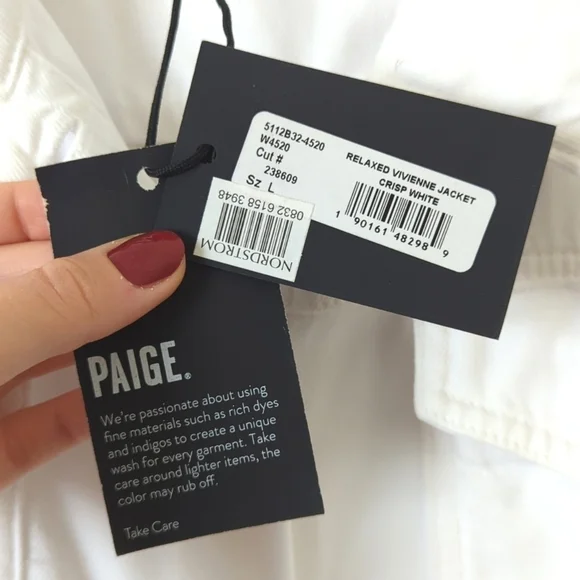 5112B32-4520
W4520
Cut #
238609
Sz L
RELAXED VIVIENNE JACKET
CRISP WHITE
1 90161 48298 9
0832 6158 3948
NORDSTROM
PAIGE®
We're passionate about using
fine materials such as rich dyes
and indigos to create a unique
wash for every garment. Take
care around lighter items, the
color may rub off.
Take Care